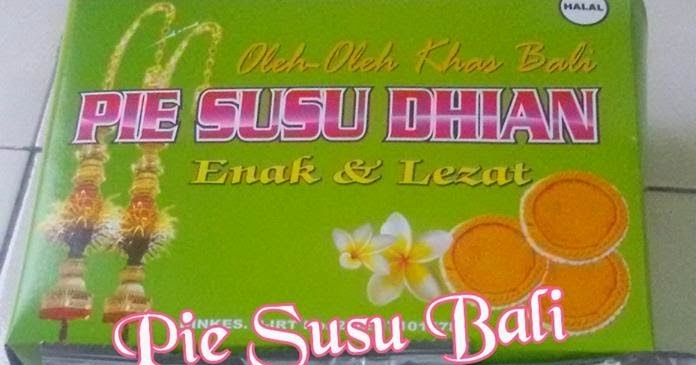 HALAL
Oleh-Oleh Khas Bali
PIE SUSU DHIAN
Enak & Lezat
Pie Susu Bali